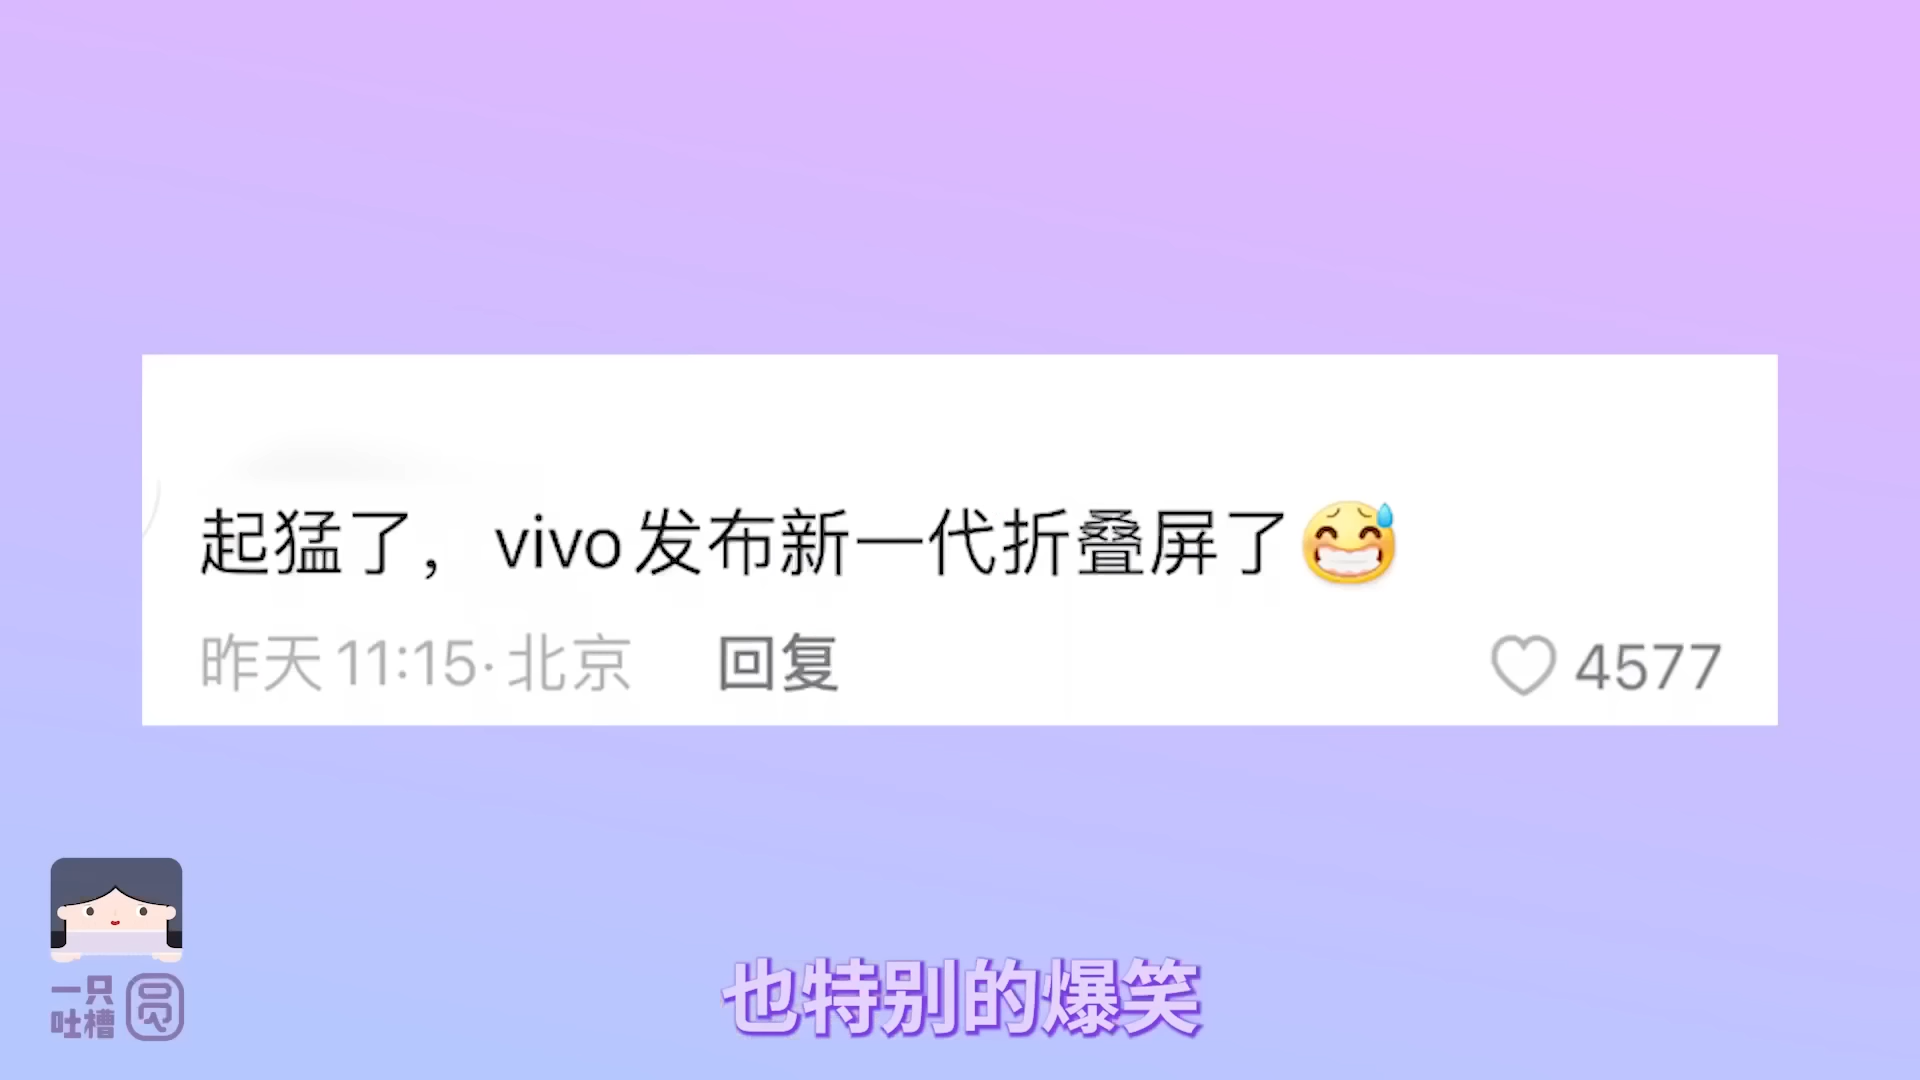 起猛了，vivo发布新一代折叠屏了😅
昨天 11:15·北京 回复 4577
一只
吐槽
圆
也特别的爆笑